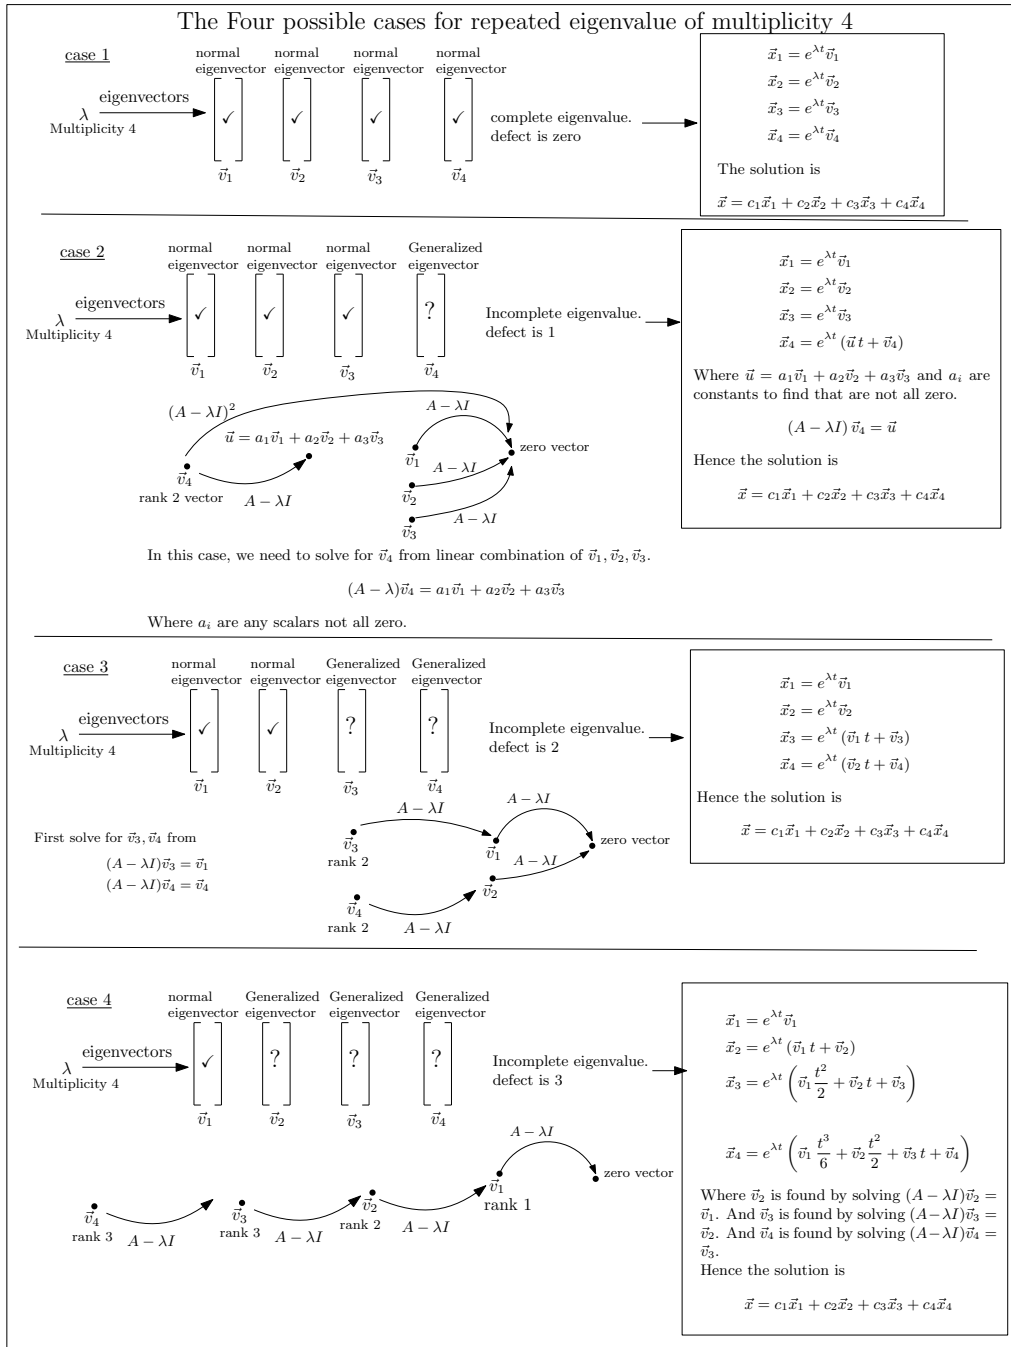 The Four possible cases for repeated eigenvalue of multiplicity 4
case 1
normal eigenvector
normal eigenvector
normal eigenvector
normal eigenvector
λ
eigenvectors
Multiplicity 4
✓ ✓ ✓ ✓
v⃗₁ v⃗₂ v⃗₃ v⃗₄
complete eigenvalue.
defect is zero
x⃗₁ = e^{λt} v⃗₁
x⃗₂ = e^{λt} v⃗₂
x⃗₃ = e^{λt} v⃗₃
x⃗₄ = e^{λt} v⃗₄
The solution is
x⃗ = c₁x⃗₁ + c₂x⃗₂ + c₃x⃗₃ + c₄x⃗₄
case 2
normal eigenvector
normal eigenvector
normal eigenvector
Generalized eigenvector
λ
eigenvectors
Multiplicity 4
✓ ✓ ✓ ?
v⃗₁ v⃗₂ v⃗₃ v⃗₄
Incomplete eigenvalue.
defect is 1
x⃗₁ = e^{λt} v⃗₁
x⃗₂ = e^{λt} v⃗₂
x⃗₃ = e^{λt} v⃗₃
x⃗₄ = e^{λt} (u⃗ t + v⃗₄)
Where u⃗ = a₁v⃗₁ + a₂v⃗₂ + a₃v⃗₃ and aᵢ are
constants to find that are not all zero.
(A − λI) v⃗₄ = u⃗
Hence the solution is
x⃗ = c₁x⃗₁ + c₂x⃗₂ + c₃x⃗₃ + c₄x⃗₄
(A − λI)²
u⃗ = a₁v⃗₁ + a₂v⃗₂ + a₃v⃗₃
v⃗₄
rank 2 vector
A − λI
A − λI
v⃗₁
zero vector
A − λI
v⃗₂
A − λI
v⃗₃
In this case, we need to solve for v⃗₄ from linear combination of v⃗₁, v⃗₂, v⃗₃.
(A − λ)v⃗₄ = a₁v⃗₁ + a₂v⃗₂ + a₃v⃗₃
Where aᵢ are any scalars not all zero.
case 3
normal eigenvector
normal eigenvector
Generalized eigenvector
Generalized eigenvector
λ
eigenvectors
Multiplicity 4
✓ ✓ ? ?
v⃗₁ v⃗₂ v⃗₃ v⃗₄
Incomplete eigenvalue.
defect is 2
x⃗₁ = e^{λt} v⃗₁
x⃗₂ = e^{λt} v⃗₂
x⃗₃ = e^{λt} (v⃗₁ t + v⃗₃)
x⃗₄ = e^{λt} (v⃗₂ t + v⃗₄)
Hence the solution is
x⃗ = c₁x⃗₁ + c₂x⃗₂ + c₃x⃗₃ + c₄x⃗₄
First solve for v⃗₃, v⃗₄ from
(A − λI)v⃗₃ = v⃗₁
(A − λI)v⃗₄ = v⃗₄
v⃗₃
rank 2
A − λI
A − λI
v⃗₁
zero vector
A − λI
v⃗₂
v⃗₄
rank 2
A − λI
case 4
normal eigenvector
Generalized eigenvector
Generalized eigenvector
Generalized eigenvector
λ
eigenvectors
Multiplicity 4
✓ ? ? ?
v⃗₁ v⃗₂ v⃗₃ v⃗₄
Incomplete eigenvalue.
defect is 3
x⃗₁ = e^{λt} v⃗₁
x⃗₂ = e^{λt} (v⃗₁ t + v⃗₂)
x⃗₃ = e^{λt} (v⃗₁ t²/2 + v⃗₂ t + v⃗₃)
x⃗₄ = e^{λt} (v⃗₁ t³/6 + v⃗₂ t²/2 + v⃗₃ t + v⃗₄)
Where v⃗₂ is found by solving (A − λI)v⃗₂ =
v⃗₁. And v⃗₃ is found by solving (A−λI)v⃗₃ =
v⃗₂. And v⃗₄ is found by solving (A−λI)v⃗₄ =
v⃗₃.
Hence the solution is
x⃗ = c₁x⃗₁ + c₂x⃗₂ + c₃x⃗₃ + c₄x⃗₄
v⃗₄
rank 3
A − λI
v⃗₃
rank 3
A − λI
v⃗₂
rank 2
A − λI
v⃗₁
rank 1
A − λI
zero vector